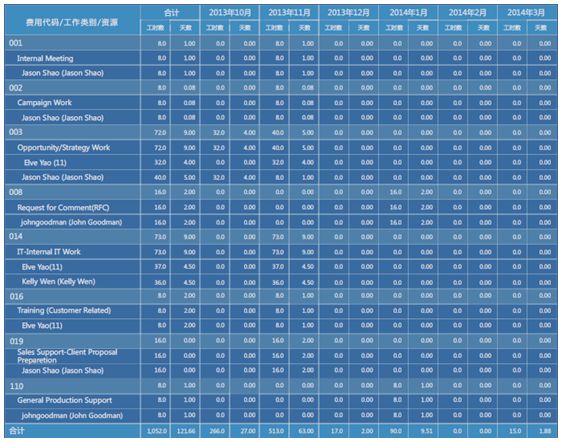 费用代码/工作类别/资源 合计 2013年10月 2013年11月 2013年12月 2014年1月 2014年2月 2014年3月
工时数 天数 工时数 天数 工时数 天数 工时数 天数 工时数 天数 工时数 天数 工时数 天数
001 8.0 1.00 0.0 0.00 8.0 1.00 0.0 0.00 0.0 0.00 0.0 0.00 0.0 0.00
Internal Meeting 8.0 1.00 0.0 0.00 8.0 1.00 0.0 0.00 0.0 0.00 0.0 0.00 0.0 0.00
Jason Shao (Jason Shao) 8.0 1.00 0.0 0.00 8.0 1.00 0.0 0.00 0.0 0.00 0.0 0.00 0.0 0.00
002 8.0 0.08 0.0 0.00 8.0 0.08 0.0 0.00 0.0 0.00 0.0 0.00 0.0 0.00
Campaign Work 8.0 0.08 0.0 0.00 8.0 0.08 0.0 0.00 0.0 0.00 0.0 0.00 0.0 0.00
Jason Shao (Jason Shao) 8.0 0.08 0.0 0.00 8.0 0.08 0.0 0.00 0.0 0.00 0.0 0.00 0.0 0.00
003 72.0 9.00 32.0 4.00 40.0 5.00 0.0 0.00 0.0 0.00 0.0 0.00 0.0 0.00
Opportunity/Strategy Work 72.0 9.00 32.0 4.00 40.0 5.00 0.0 0.00 0.0 0.00 0.0 0.00 0.0 0.00
Elve Yao (11) 32.0 4.00 0.0 0.00 32.0 4.00 0.0 0.00 0.0 0.00 0.0 0.00 0.0 0.00
Jason Shao (Jason Shao) 40.0 5.00 32.0 4.00 8.0 1.00 0.0 0.00 0.0 0.00 0.0 0.00 0.0 0.00
008 16.0 2.00 0.0 0.00 0.0 0.00 0.0 0.00 16.0 2.00 0.0 0.00 0.0 0.00
Request for Comment(RFC) 16.0 2.00 0.0 0.00 0.0 0.00 0.0 0.00 16.0 2.00 0.0 0.00 0.0 0.00
johngoodman (John Goodman) 16.0 2.00 0.0 0.00 0.0 0.00 0.0 0.00 16.0 2.00 0.0 0.00 0.0 0.00
014 73.0 9.00 0.0 0.00 73.0 9.00 0.0 0.00 0.0 0.00 0.0 0.00 0.0 0.00
IT-Internal IT Work 73.0 9.00 0.0 0.00 73.0 9.00 0.0 0.00 0.0 0.00 0.0 0.00 0.0 0.00
Elve Yao(11) 37.0 4.50 0.0 0.00 37.0 4.50 0.0 0.00 0.0 0.00 0.0 0.00 0.0 0.00
Kelly Wen (Kelly Wen) 36.0 4.50 0.0 0.00 36.0 4.50 0.0 0.00 0.0 0.00 0.0 0.00 0.0 0.00
016 8.0 2.00 0.0 0.00 8.0 1.00 0.0 0.00 0.0 0.00 0.0 0.00 0.0 0.00
Training (Customer Related) 8.0 2.00 0.0 0.00 8.0 1.00 0.0 0.00 0.0 0.00 0.0 0.00 0.0 0.00
Elve Yao(11) 8.0 2.00 0.0 0.00 8.0 1.00 0.0 0.00 0.0 0.00 0.0 0.00 0.0 0.00
019 16.0 0.00 0.0 0.00 16.0 2.00 0.0 0.00 0.0 0.00 0.0 0.00 0.0 0.00
Sales Support-Client Proposal
Preparetion 16.0 0.00 0.0 0.00 16.0 2.00 0.0 0.00 0.0 0.00 0.0 0.00 0.0 0.00
Jason Shao (Jason Shao) 16.0 0.00 0.0 0.00 16.0 2.00 0.0 0.00 0.0 0.00 0.0 0.00 0.0 0.00
110 8.0 1.00 0.0 0.00 0.0 0.00 0.0 0.00 8.0 1.00 0.0 0.00 0.0 0.00
General Production Support 8.0 1.00 0.0 0.00 0.0 0.00 0.0 0.00 8.0 1.00 0.0 0.00 0.0 0.00
johngoodman (John Goodman) 8.0 1.00 0.0 0.00 0.0 0.00 0.0 0.00 8.0 1.00 0.0 0.00 0.0 0.00
合计 1,052.0 121.66 266.0 27.00 513.0 63.00 17.0 2.00 90.0 9.51 0.0 0.00 15.0 1.88